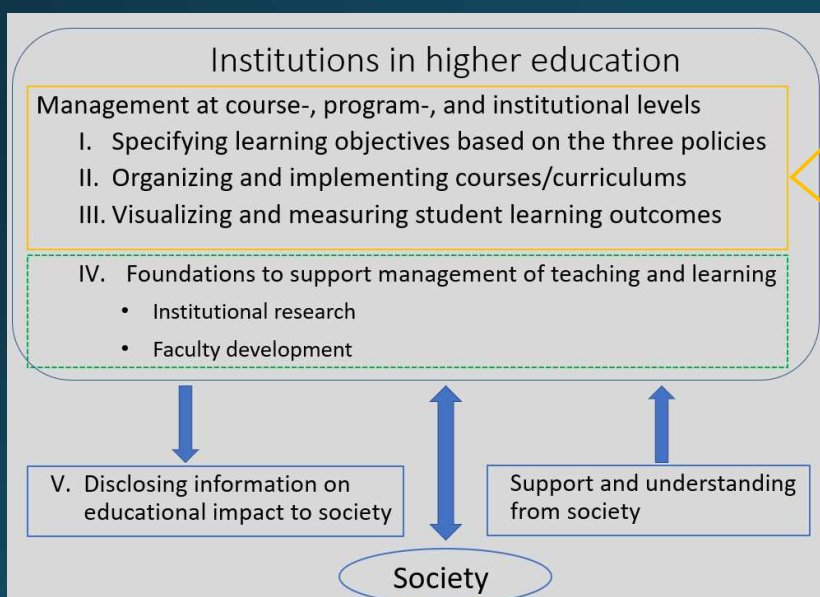 Institutions in higher education
Management at course-, program-, and institutional levels
I. Specifying learning objectives based on the three policies
II. Organizing and implementing courses/curriculums
III. Visualizing and measuring student learning outcomes
IV. Foundations to support management of teaching and learning
• Institutional research
• Faculty development
V. Disclosing information on
educational impact to society
Support and understanding
from society
Society